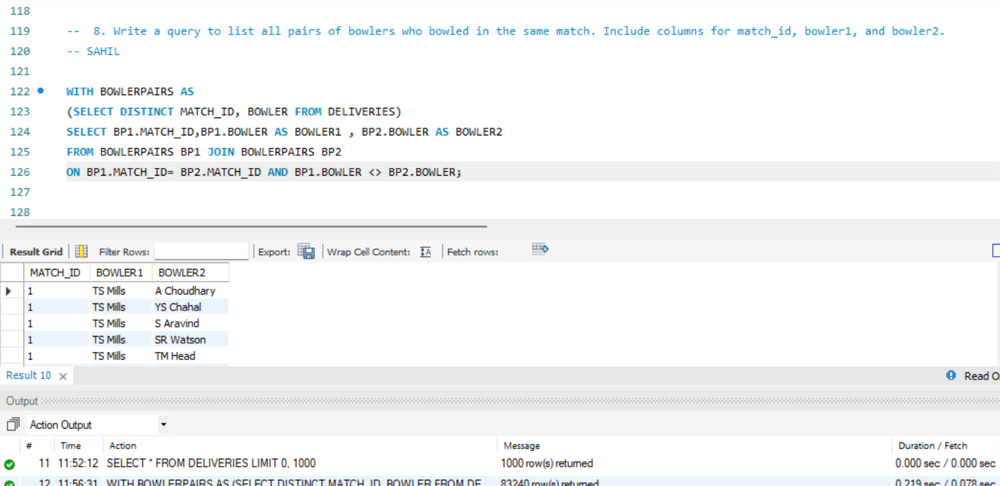 118
119 -- 8. Write a query to list all pairs of bowlers who bowled in the same match. Include columns for match_id, bowler1, and bowler2.
120 -- SAHIL
121
122 WITH BOWLERPAIRS AS
123 (SELECT DISTINCT MATCH_ID, BOWLER FROM DELIVERIES)
124 SELECT BP1.MATCH_ID,BP1.BOWLER AS BOWLER1 , BP2.BOWLER AS BOWLER2
125 FROM BOWLERPAIRS BP1 JOIN BOWLERPAIRS BP2
126 ON BP1.MATCH_ID= BP2.MATCH_ID AND BP1.BOWLER <> BP2.BOWLER;
127
128
Result Grid Filter Rows: Export: Wrap Cell Content: Fetch rows:
MATCH_ID BOWLER1 BOWLER2
1 TS Mills A Choudhary
1 TS Mills YS Chahal
1 TS Mills S Aravind
1 TS Mills SR Watson
1 TS Mills TM Head
Result 10 Read O
Output
Action Output
# Time Action Message Duration / Fetch
11 11:52:12 SELECT * FROM DELIVERIES LIMIT 0, 1000 1000 row(s) returned 0.000 sec / 0.000 sec
12 11:56:31 WITH BOWLERPAIRS AS (SELECT DISTINCT MATCH_ID, BOWLER FROM DE... 83240 row(s) returned 0.219 sec / 0.078 sec